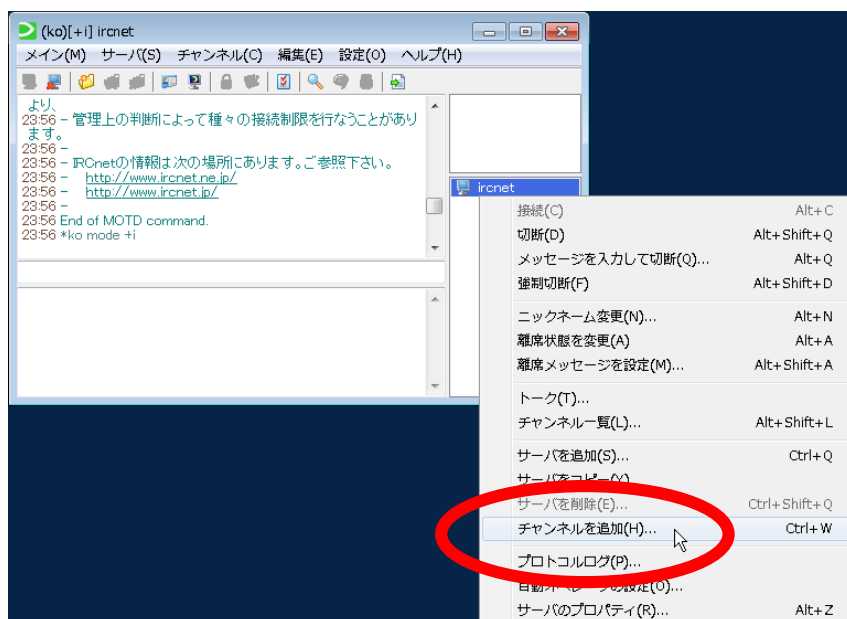 (ko)[+i] ircnet
メイン(M) サーバ(S) チャンネル(C) 編集(E) 設定(O) ヘルプ(H)
より、
23:56 – 管理上の判断によって種々の接続制限を行なうことがあり
ます。
23:56 –
23:56 – IRCnetの情報は次の場所にあります。ご参照下さい。
23:56 – http://www.ircnet.ne.jp/
23:56 – http://www.ircnet.jp/
23:56 –
23:56 End of MOTD command.
23:56 *ko mode +i
ircnet
接続(C) Alt+C
切断(D) Alt+Shift+Q
メッセージを入力して切断(Q)... Alt+Q
強制切断(F) Alt+Shift+D
ニックネーム変更(N)... Alt+N
離席状態を変更(A) Alt+A
離席メッセージを設定(M)... Alt+Shift+A
トーク(T)...
チャンネル一覧(L)... Alt+Shift+L
サーバを追加(S)... Ctrl+Q
サーバをコピー(Y)
サーバを削除(E)... Ctrl+Shift+Q
チャンネルを追加(H)... Ctrl+W
プロトコルログ(P)...
自動オペレータの設定(O)...
サーバのプロパティ(R)... Alt+Z